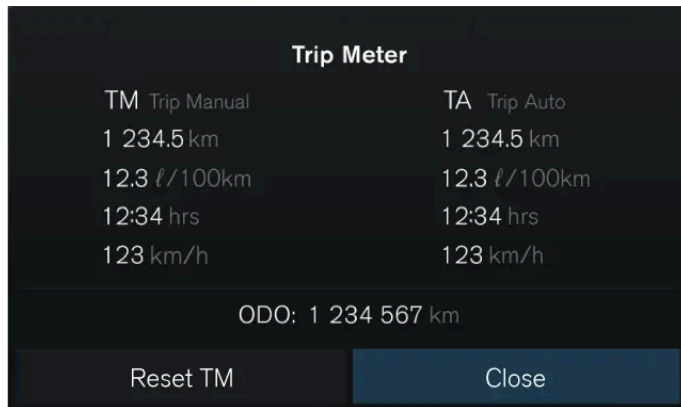 Trip Meter
TM Trip Manual
1 234.5 km
12.3 ℓ/100km
12:34 hrs
123 km/h
TA Trip Auto
1 234.5 km
12.3 ℓ/100km
12:34 hrs
123 km/h
ODO: 1 234 567 km
Reset TM
Close